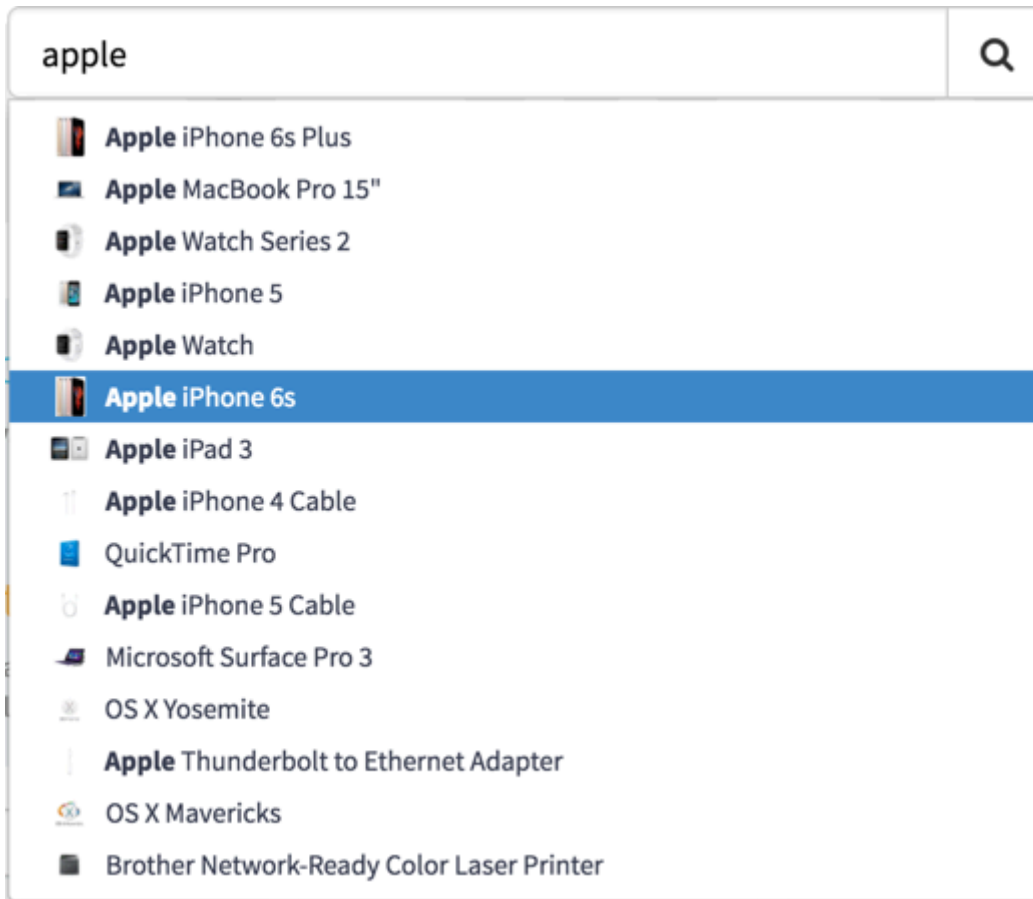 apple
Apple iPhone 6s Plus
Apple MacBook Pro 15"
Apple Watch Series 2
Apple iPhone 5
Apple Watch
Apple iPhone 6s
Apple iPad 3
Apple iPhone 4 Cable
QuickTime Pro
Apple iPhone 5 Cable
Microsoft Surface Pro 3
OS X Yosemite
Apple Thunderbolt to Ethernet Adapter
OS X Mavericks
Brother Network-Ready Color Laser Printer